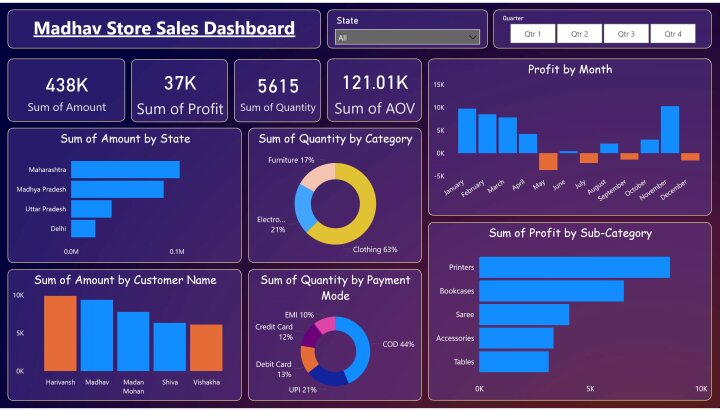 Madhav Store Sales Dashboard
State
All
Quarter
Qtr 1
Qtr 2
Qtr 3
Qtr 4
438K
Sum of Amount
37K
Sum of Profit
5615
Sum of Quantity
121.01K
Sum of AOV
Profit by Month
15K
10K
5K
0K
-5K
January
February
March
April
May
June
July
August
September
October
November
December
Sum of Amount by State
Maharashtra
Madhya Pradesh
Uttar Pradesh
Delhi
0.0M
0.1M
Sum of Quantity by Category
Furniture 17%
Electro...
21%
Clothing 63%
Sum of Profit by Sub-Category
Printers
Bookcases
Saree
Accessories
Tables
0K
5K
10K
Sum of Amount by Customer Name
10K
0K
Harivansh
Madhav
Madan
Mohan
Shiva
Vishakha
Sum of Quantity by Payment
Mode
EMI 10%
Credit Card
12%
Debit Card
13%
UPI 21%
COD 44%